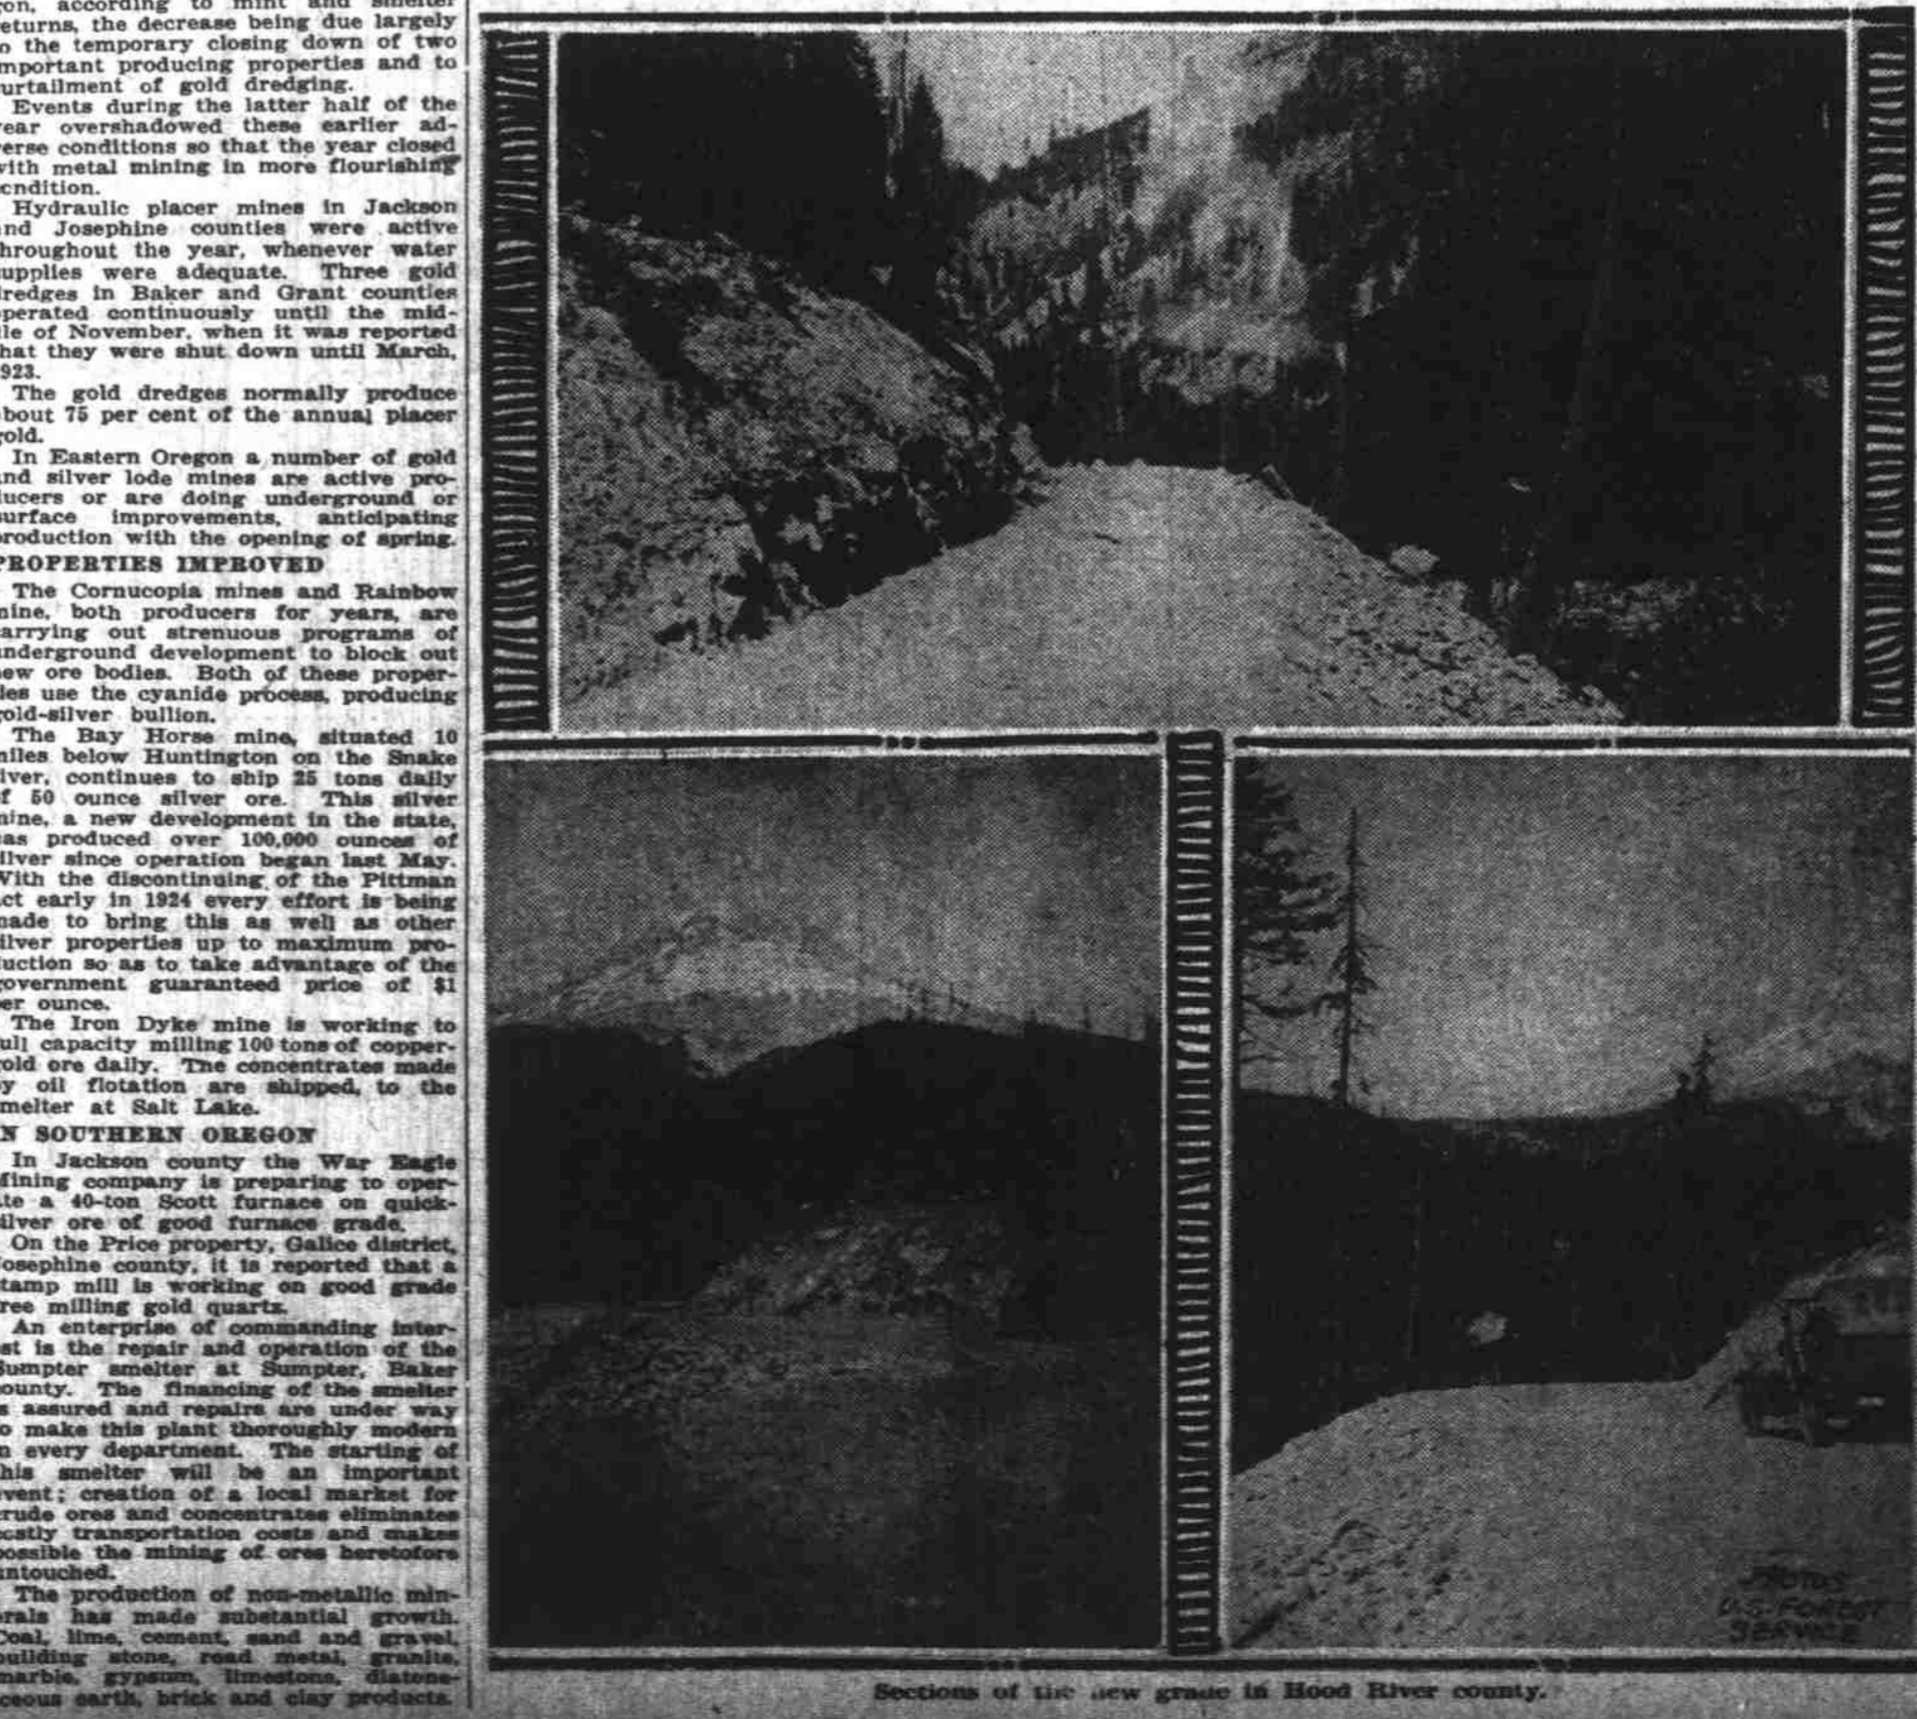 gon, according to mint and smelter
eturns, the decrease being due largely
o the temporary closing down of two
mportant producing properties and to
urtailment of gold dredging.
Events during the latter half of the
ear overshadowed these earlier ad-
erse conditions so that the year closed
with metal mining in more flourishing
cndition.
Hydraulic placer mines in Jackson
nd Josephine counties were active
hroughout the year, whenever water
upplies were adequate. Three gold
redges in Baker and Grant counties
perated continuously until the mid-
le of November, when it was reported
hat they were shut down until March,
923.
The gold dredges normally produce
bout 75 per cent of the annual placer
gold.
In Eastern Oregon a number of gold
nd silver lode mines are active pro-
ucers or are doing underground or
urface improvements, anticipating
roduction with the opening of spring.
PROPERTIES IMPROVED
The Cornucopia mines and Rainbow
mine, both producers for years, are
arrying out strenuous programs of
nderground development to block out
ew ore bodies. Both of these proper-
ies use the cyanide process, producing
gold-silver bullion.
The Bay Horse mine, situated 10
miles below Huntington on the Snake
iver, continues to ship 25 tons daily
f 50 ounce silver ore. This silver
mine, a new development in the state,
as produced over 100,000 ounces of
ilver since operation began last May.
With the discontinuing of the Pittman
ct early in 1924 every effort is being
made to bring this as well as other
ilver properties up to maximum pro-
uction so as to take advantage of the
government guaranteed price of $1
er ounce.
The Iron Dyke mine is working to
ull capacity milling 100 tons of copper-
gold ore daily. The concentrates made
y oil flotation are shipped, to the
melter at Salt Lake.
N SOUTHERN OREGON
In Jackson county the War Eagle
Mining company is preparing to oper-
te a 40-ton Scott furnace on quick-
ilver ore of good furnace grade.
On the Price property, Galice district,
Josephine county, it is reported that a
tamp mill is working on good grade
ree milling gold quartz.
An enterprise of commanding inter-
st is the repair and operation of the
Sumpter smelter at Sumpter, Baker
ounty. The financing of the smelter
s assured and repairs are under way
o make this plant thoroughly modern
n every department. The starting of
his smelter will be an important
vent; creation of a local market for
rude ores and concentrates eliminates
ostly transportation costs and makes
possible the mining of ores heretofore
untouched.
The production of non-metallic min-
rals has made substantial growth.
Coal, lime, cement, sand and gravel,
building stone, road metal, granite,
marble, gypsum, limestone, diatone-
ceous earth, brick and clay products.
PHOTOS
U.S. FOREST
SERVICE
Sections of the new grade in Hood River county.